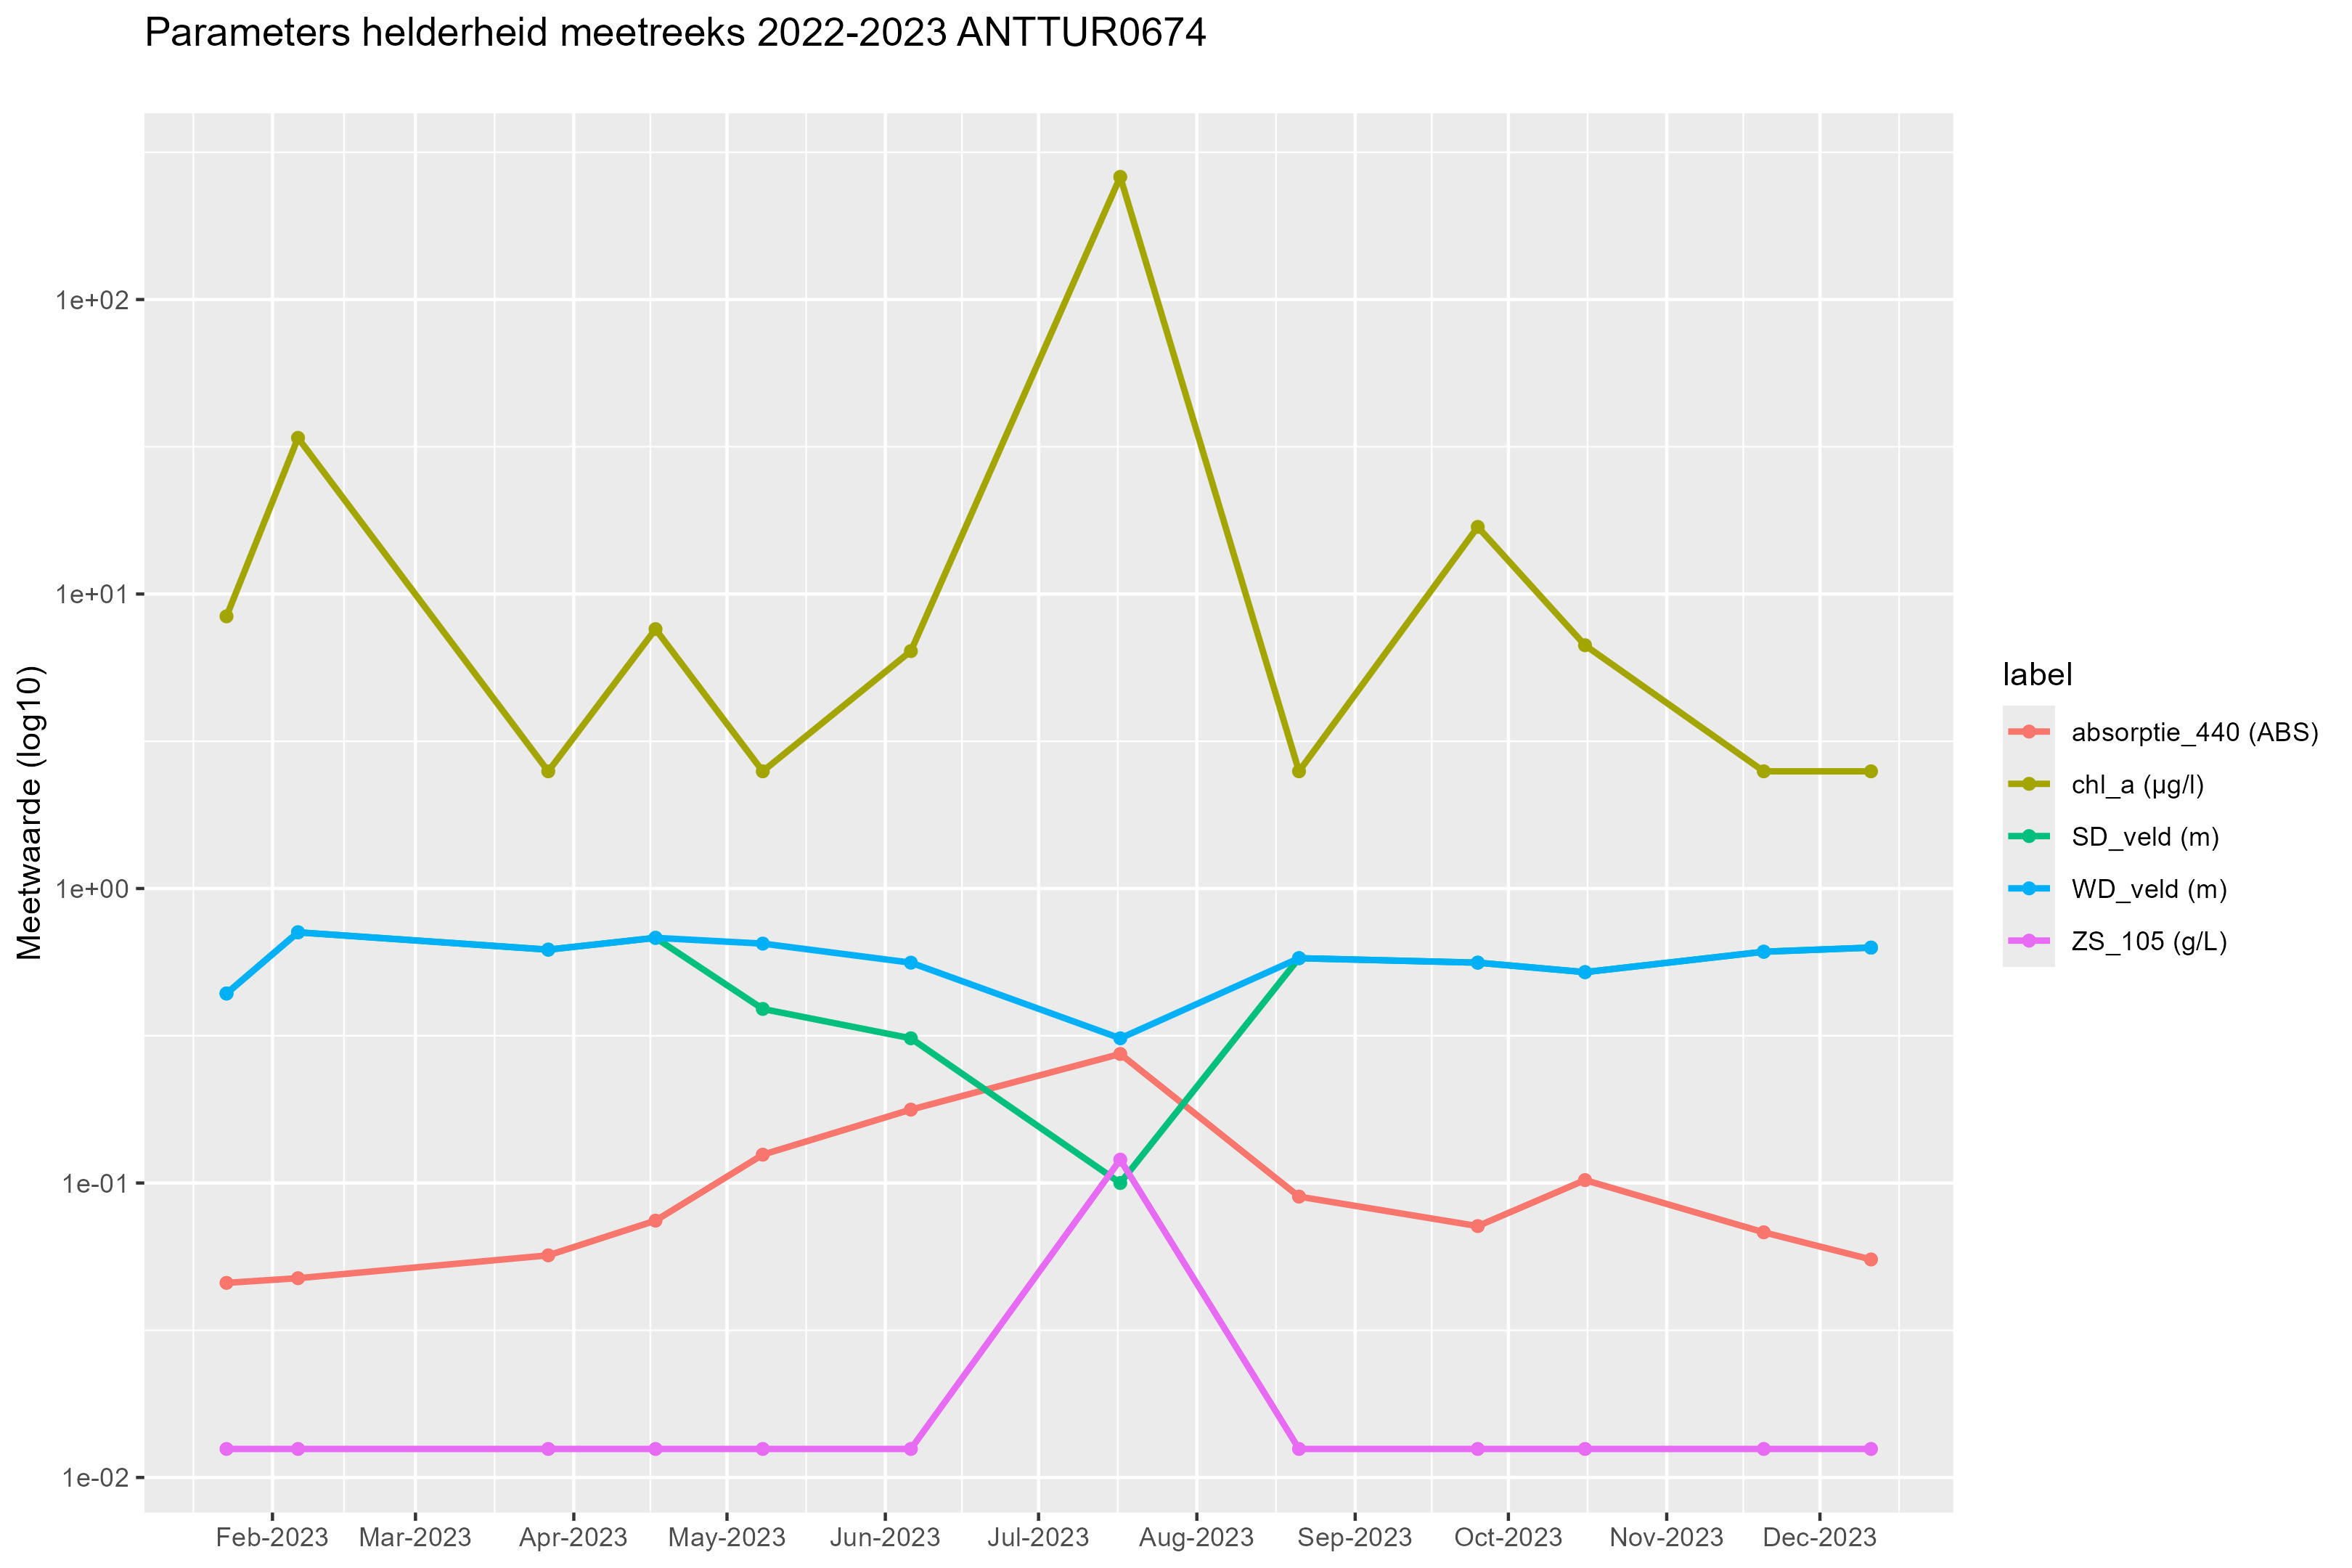 Parameters helderheid meetreeks 2022-2023 ANTTUR0674
Meetwaarde (log10)
1e+02
1e+01
1e+00
1e-01
1e-02
Feb-2023
Mar-2023
Apr-2023
May-2023
Jun-2023
Jul-2023
Aug-2023
Sep-2023
Oct-2023
Nov-2023
Dec-2023
label
absorptie_440 (ABS)
chl_a (µg/l)
SD_veld (m)
WD_veld (m)
ZS_105 (g/L)